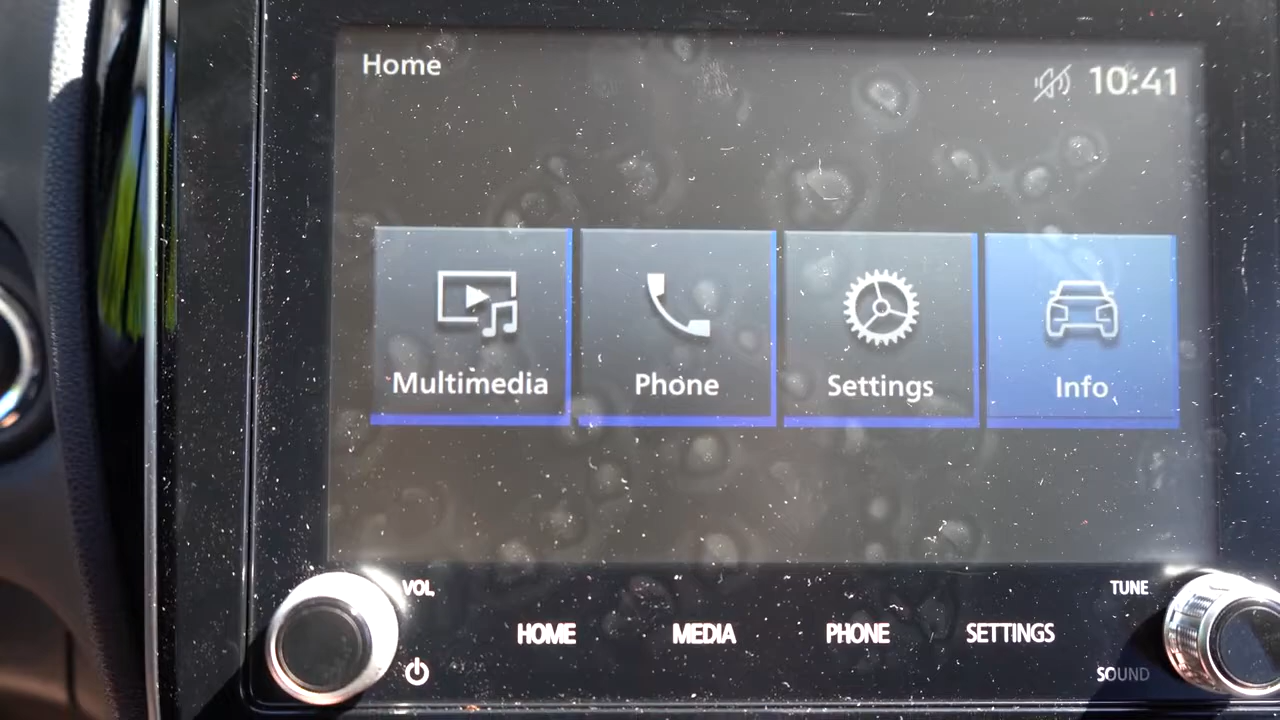 Home
10:41
Multimedia
Phone
Settings
Info
VOL
TUNE
HOME
MEDIA
PHONE
SETTINGS
SOUND